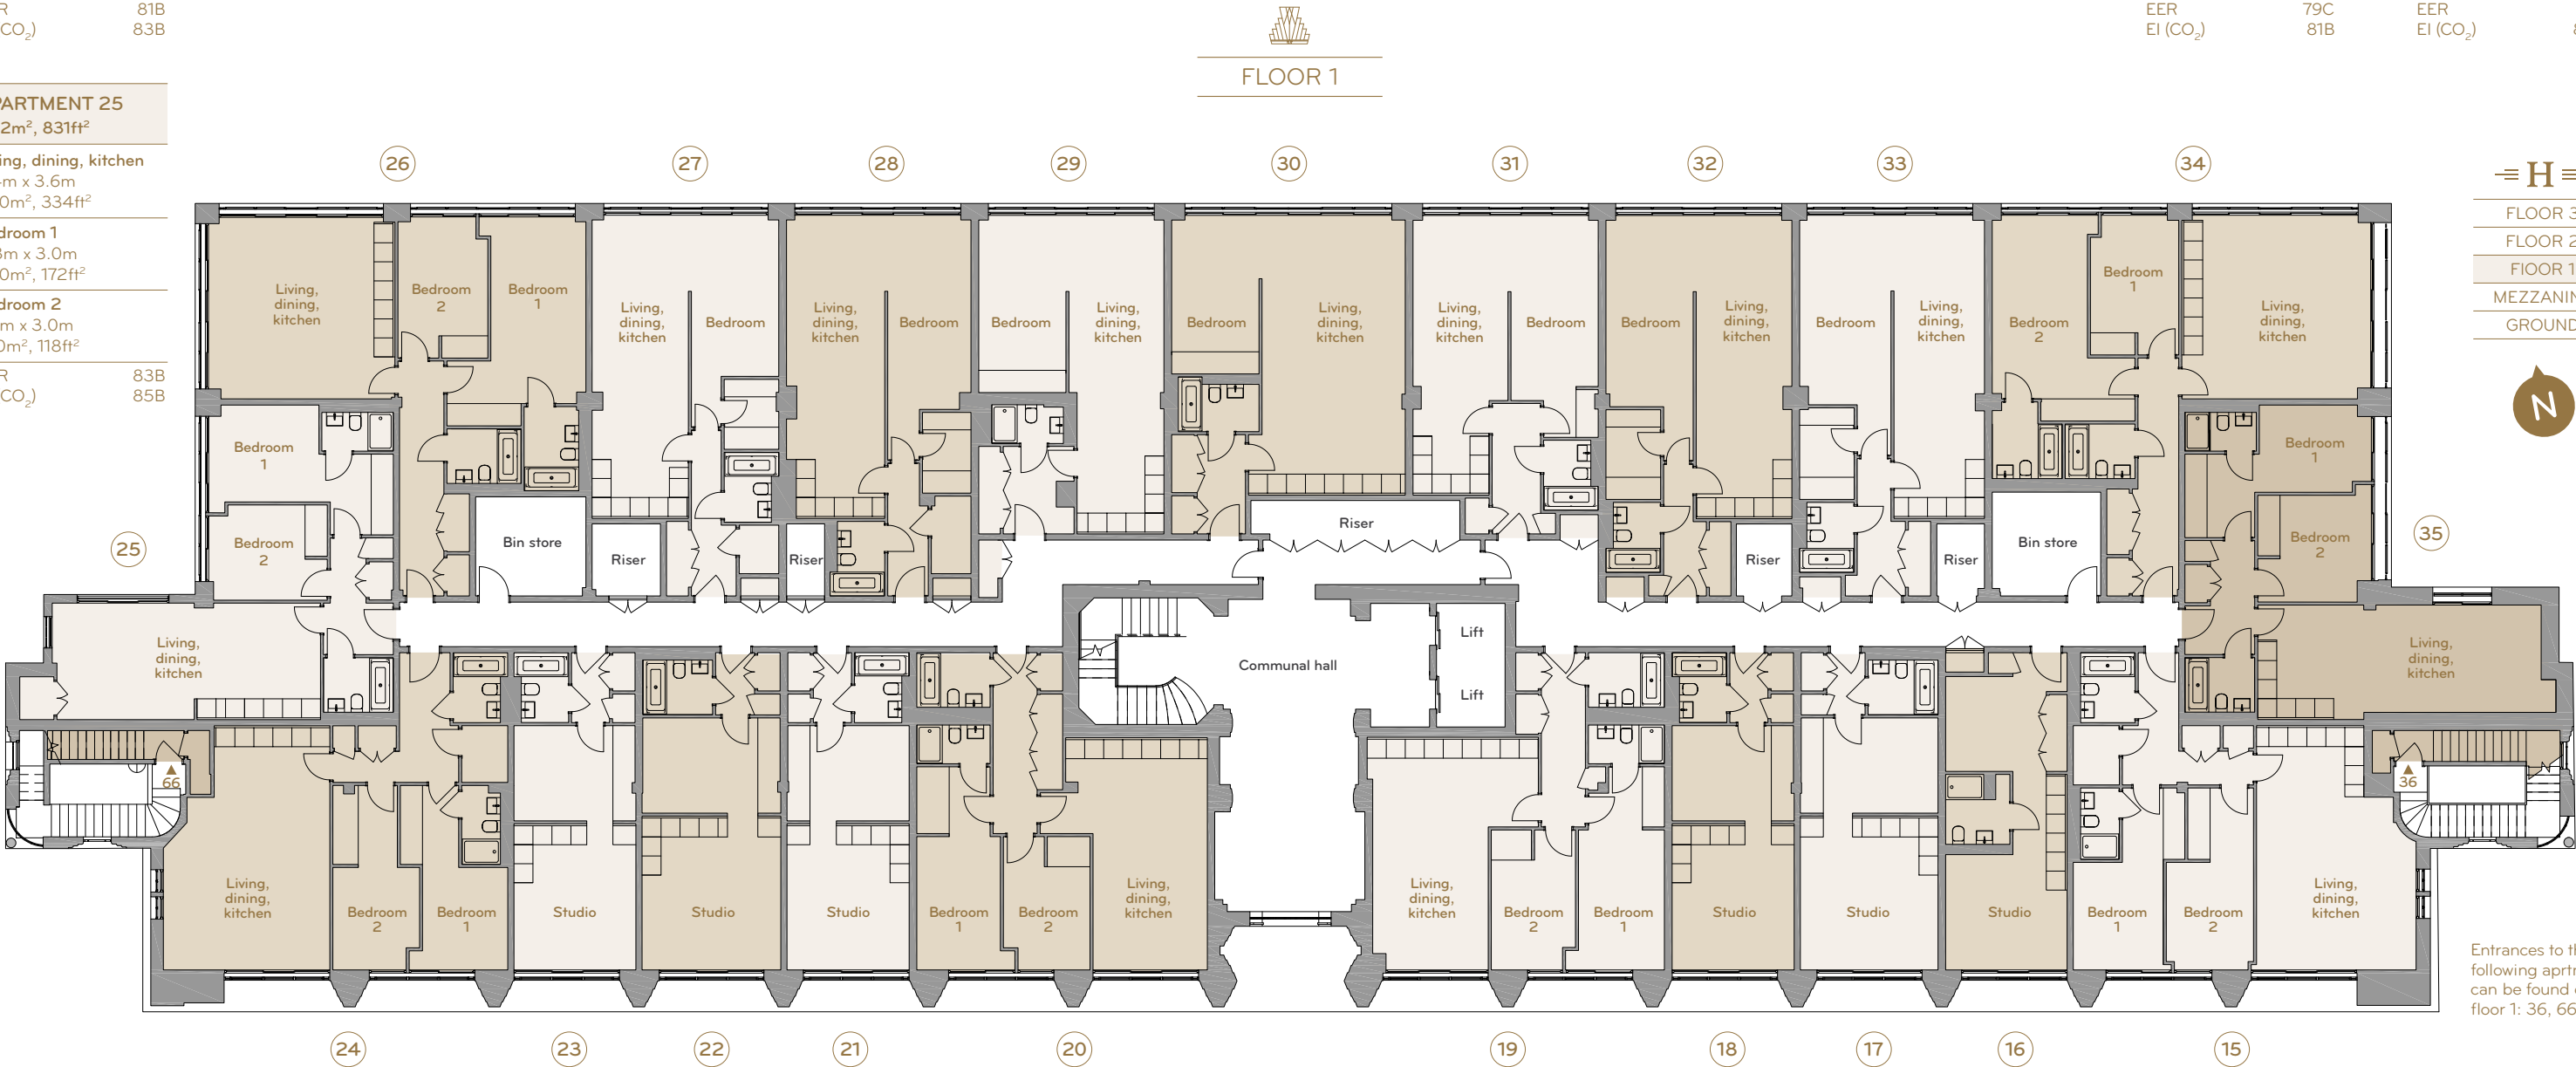 81B
83B
FLOOR 1
EER 79C
EI (CO2) 81B
EER
EI (CO2)
PARTMENT 25
2m², 831ft²
ing, dining, kitchen
m x 3.6m
0m², 334ft²
droom 1
3m x 3.0m
0m², 172ft²
droom 2
m x 3.0m
0m², 118ft²
83B
85B
26
27
28
29
30
31
32
33
34
H
FLOOR 3
FLOOR 2
FIOOR 1
MEZZANIN
GROUND
N
Living,
dining,
kitchen
Bedroom
2
Bedroom
1
Living,
dining,
kitchen
Bedroom
Living,
dining,
kitchen
Bedroom
Bedroom
Living,
dining,
kitchen
Bedroom
Living,
dining,
kitchen
Living,
dining,
kitchen
Bedroom
Bedroom
Living,
dining,
kitchen
Bedroom
Living,
dining,
kitchen
Bedroom
2
Bedroom
1
Living,
dining,
kitchen
Bedroom
1
Bedroom
2
25
Bin store
Riser
Riser
Riser
Riser
Riser
Bin store
Bedroom
1
Bedroom
2
35
Living,
dining,
kitchen
Communal hall
Lift
Lift
Living,
dining,
kitchen
66
36
Living,
dining,
kitchen
Bedroom
2
Bedroom
1
Studio
Studio
Studio
Bedroom
1
Bedroom
2
Living,
dining,
kitchen
Living,
dining,
kitchen
Bedroom
2
Bedroom
1
Studio
Studio
Studio
Bedroom
1
Bedroom
2
Living,
dining,
kitchen
Entrances to th
following aprtm
can be found
floor 1: 36, 66
24
23
22
21
20
19
18
17
16
15